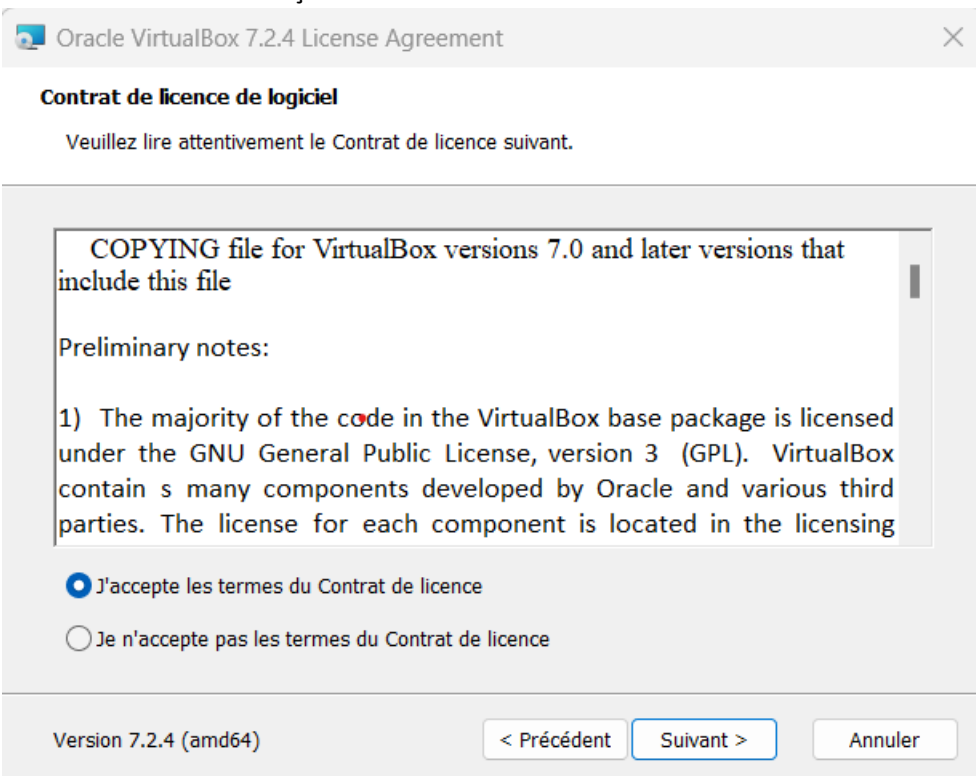 Oracle VirtualBox 7.2.4 License Agreement
Contrat de licence de logiciel
Veuillez lire attentivement le Contrat de licence suivant.
COPYING file for VirtualBox versions 7.0 and later versions that
include this file
Preliminary notes:
1) The majority of the code in the VirtualBox base package is licensed
under the GNU General Public License, version 3 (GPL). VirtualBox
contain s many components developed by Oracle and various third
parties. The license for each component is located in the licensing
J'accepte les termes du Contrat de licence
Je n'accepte pas les termes du Contrat de licence
Version 7.2.4 (amd64) < Précédent Suivant > Annuler